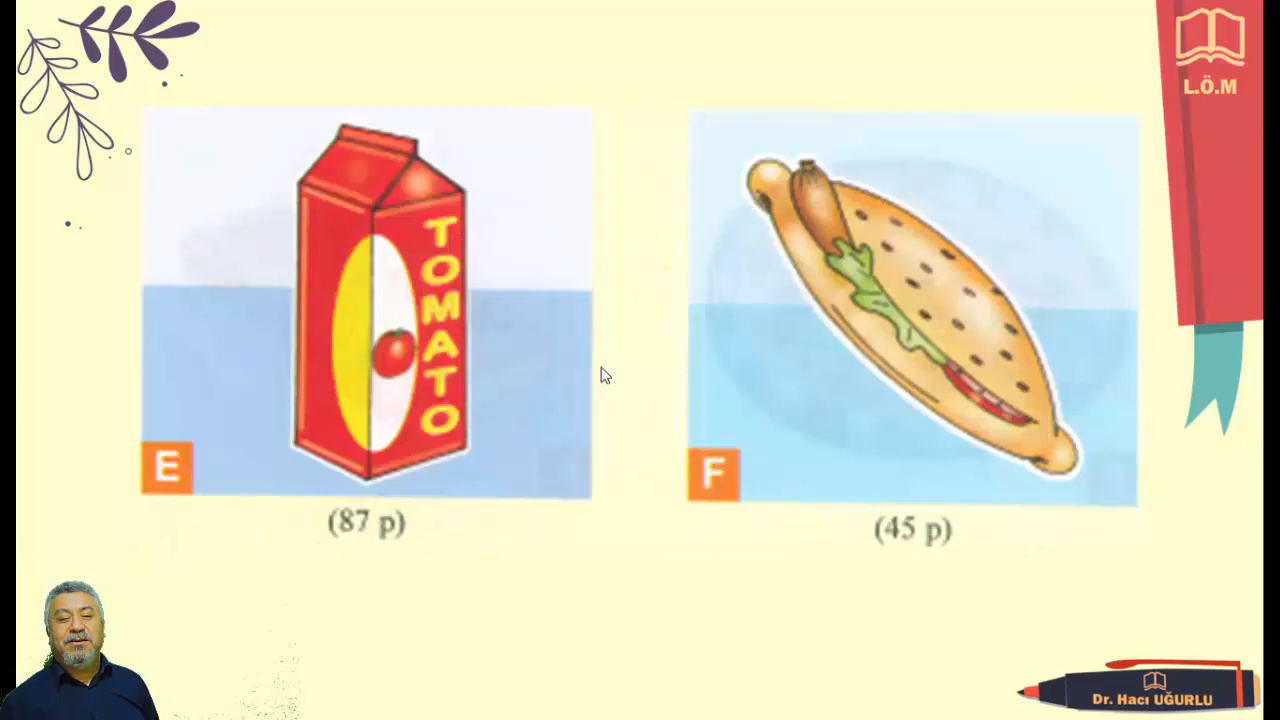 L.Ö.M
TOMATO
E
F
(87 p)
(45 p)
Dr. Hacı UĞURLU